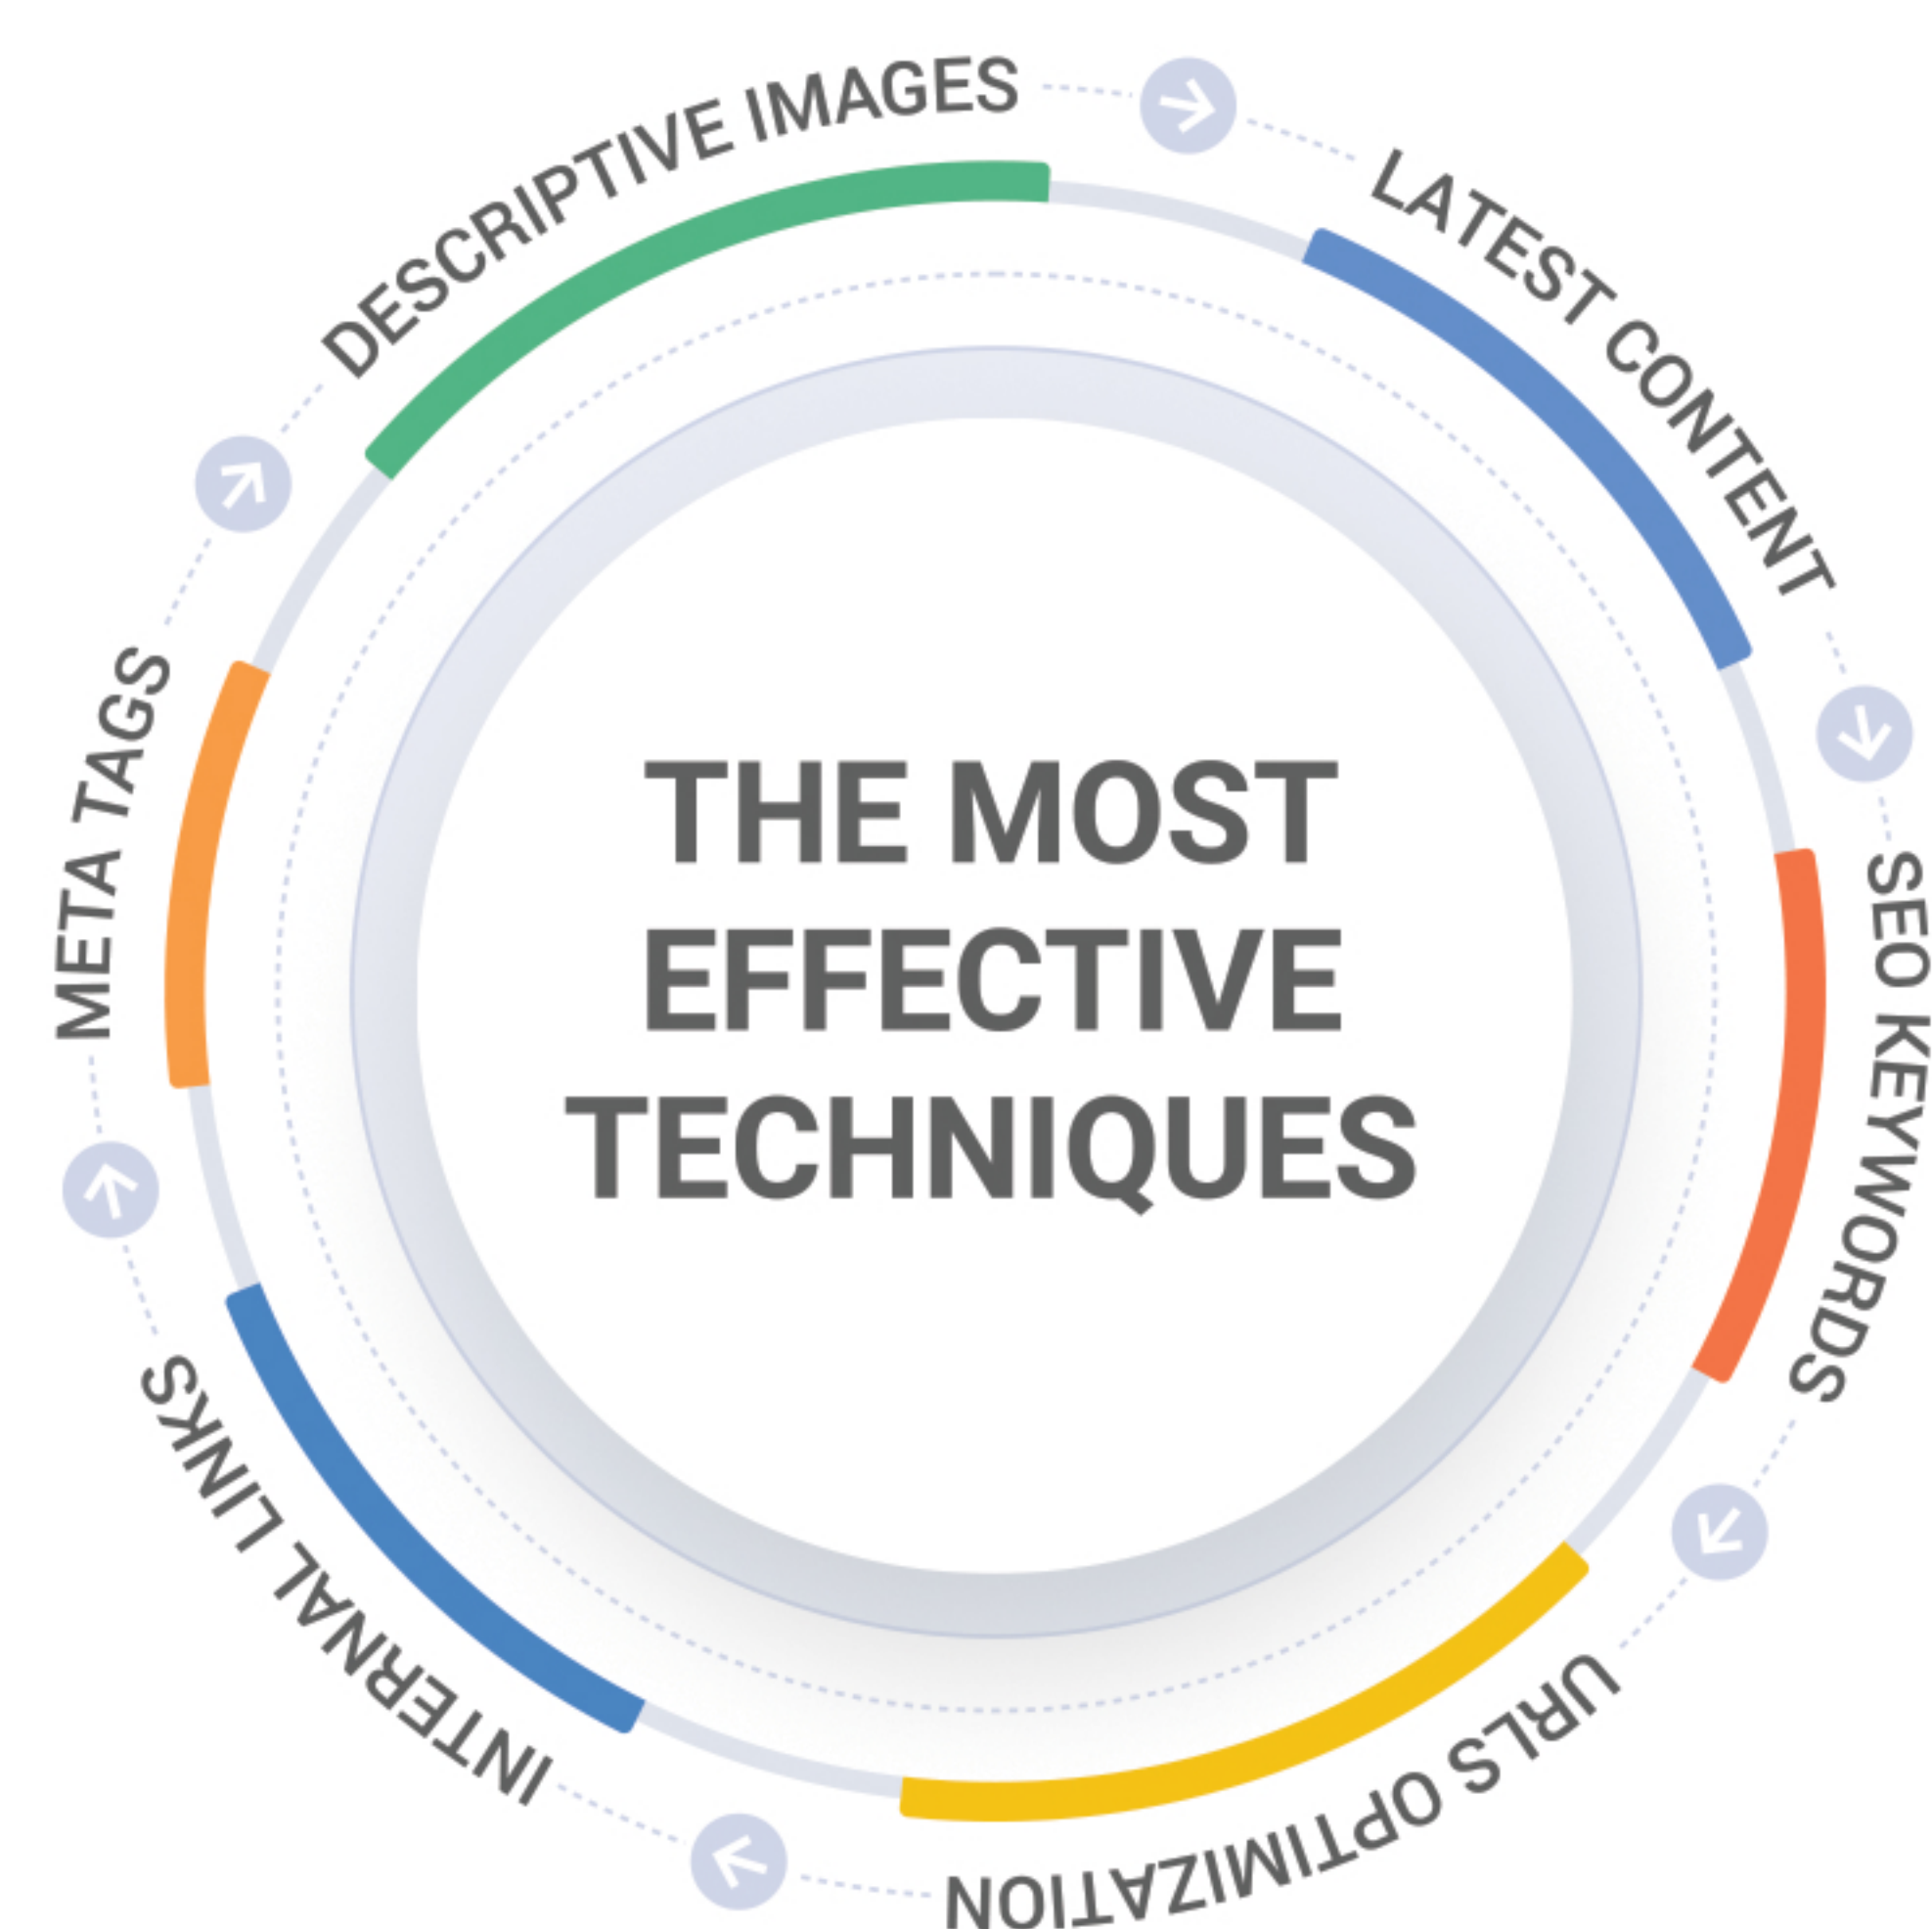 DESCRIPTIVE IMAGES
LATEST CONTENT
SEO KEYWORDS
URLS OPTIMIZATION
INTERNAL LINKS
META TAGS
THE MOST
EFFECTIVE
TECHNIQUES